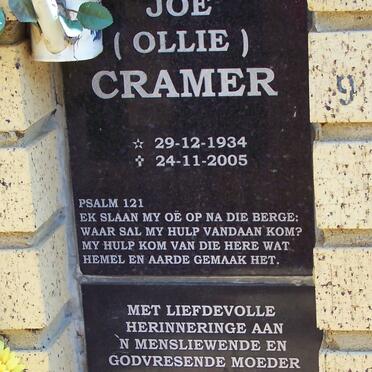 JOE
( OLLIE )
CRAMER
☆ 29-12-1934
✝ 24-11-2005
PSALM 121
EK SLAAN MY OË OP NA DIE BERGE:
WAAR SAL MY HULP VANDAAN KOM?
MY HULP KOM VAN DIE HERE WAT
HEMEL EN AARDE GEMAAK HET.
9
MET LIEFDEVOLLE
HERINNERINGE AAN
`N MENSLIEWENDE EN
GODVRESENDE MOEDER